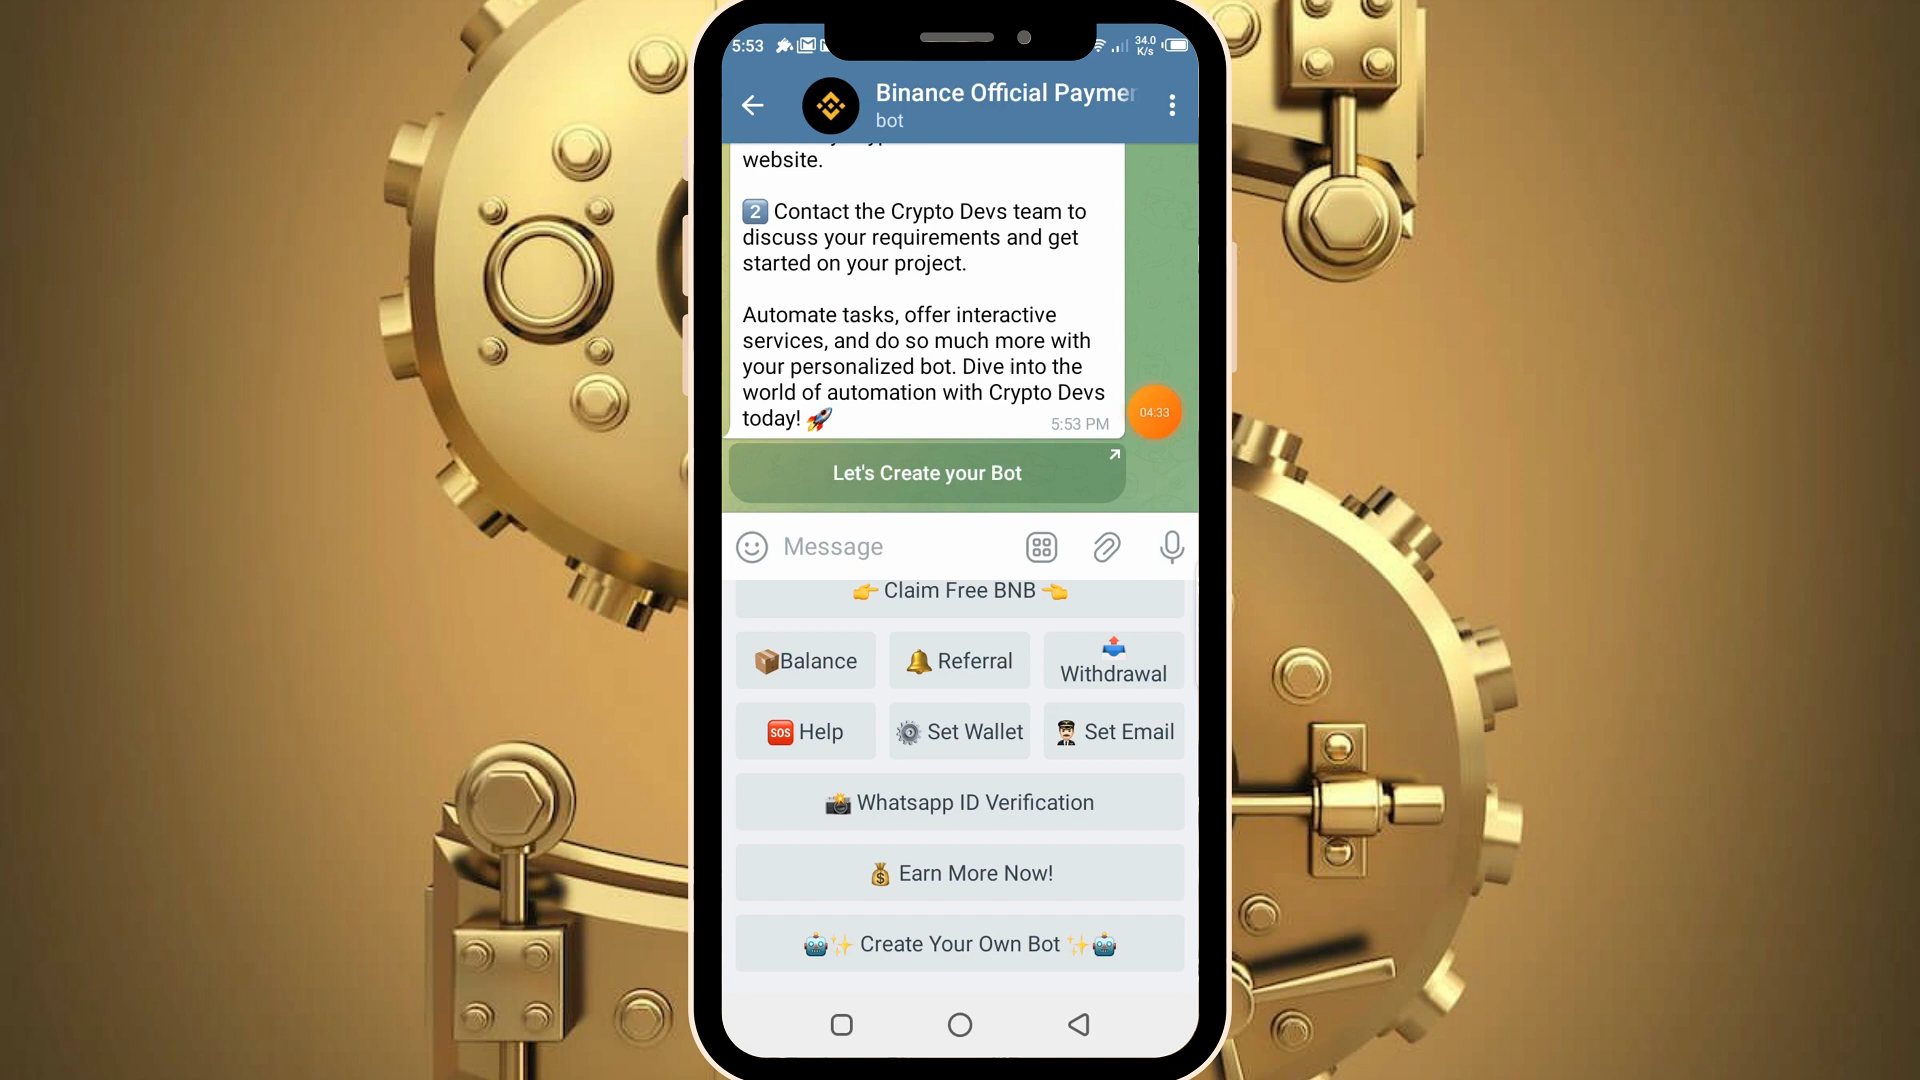 5:53
34.0
K/s
Binance Official Paymer
bot
website.
2 Contact the Crypto Devs team to
discuss your requirements and get
started on your project.
Automate tasks, offer interactive
services, and do so much more with
your personalized bot. Dive into the
world of automation with Crypto Devs
today! 🚀
5:53 PM
04:33
Let's Create your Bot
Message
👉 Claim Free BNB 👈
📦Balance
🔔 Referral
📤
Withdrawal
🆘 Help
⚙️ Set Wallet
👨🏻‍✈️ Set Email
📸 Whatsapp ID Verification
💰 Earn More Now!
🤖✨ Create Your Own Bot ✨🤖